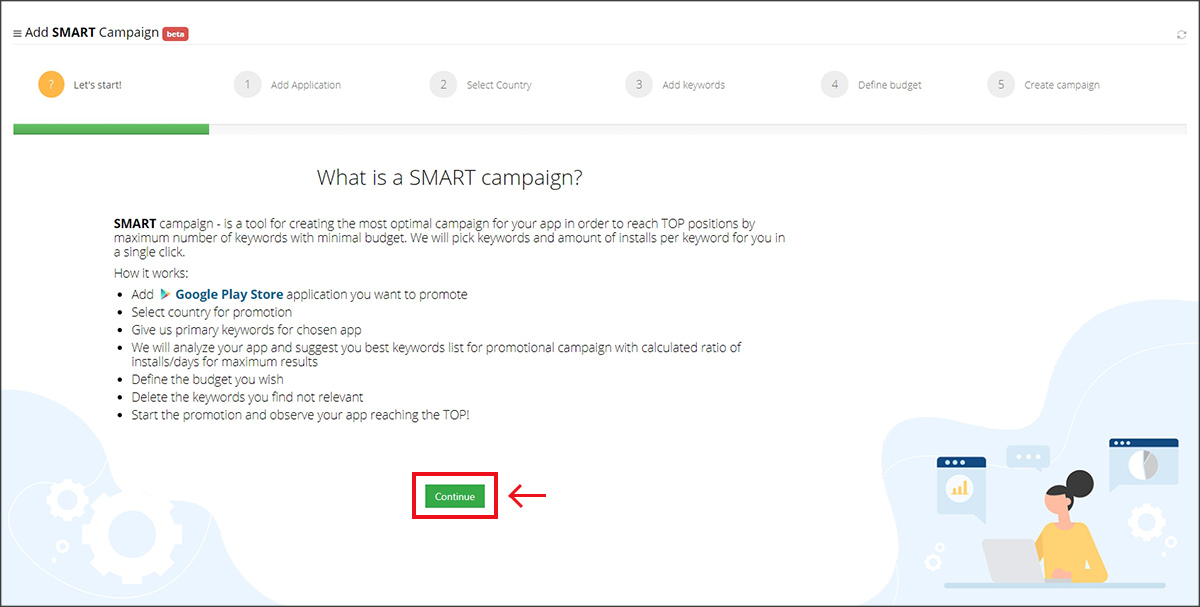 ≡ Add SMART Campaign beta
? Let's start! 1 Add Application 2 Select Country 3 Add keywords 4 Define budget 5 Create campaign
What is a SMART campaign?
SMART campaign - is a tool for creating the most optimal campaign for your app in order to reach TOP positions by
maximum number of keywords with minimal budget. We will pick keywords and amount of installs per keyword for you in
a single click.
How it works:
• Add Google Play Store application you want to promote
• Select country for promotion
• Give us primary keywords for chosen app
• We will analyze your app and suggest you best keywords list for promotional campaign with calculated ratio of
installs/days for maximum results
• Define the budget you wish
• Delete the keywords you find not relevant
• Start the promotion and observe your app reaching the TOP!
Continue